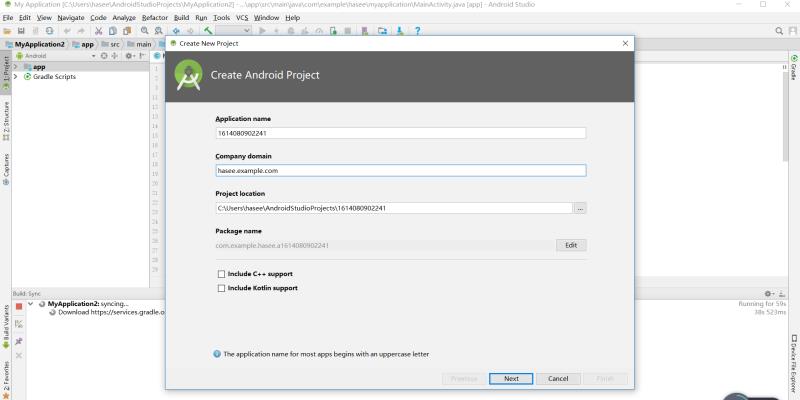 My Application [C:\Users\hasee\AndroidStudioProjects\MyApplication2] - ...\app\src\main\java\com\example\hasee\myapplication\MainActivity.java [app] - Android Studio
File Edit View Navigate Code Analyze Refactor Build Run Tools VCS Window Help
MyApplication2 app src main
Create New Project
Android
1: Project
app
Gradle Scripts
Gradle
Create Android Project
Z: Structure
Captures
1
11
12
13
14
15
16
17
18
19
20
21
22
23
24
25
26
27
28
29
Application name
1614080902241
Company domain
hasee.example.com
Project location
C:\Users\hasee\AndroidStudioProjects\1614080902241
...
Package name
com.example.hasee.a1614080902241
Edit
Include C++ support
Include Kotlin support
The application name for most apps begins with an uppercase letter
Previous Next Cancel Finish
Build: Sync
MyApplication2: syncing...
Running for 59s
Download https://services.gradle.o
38s 523ms
Build Variants
2: Favorites
Device File Explorer